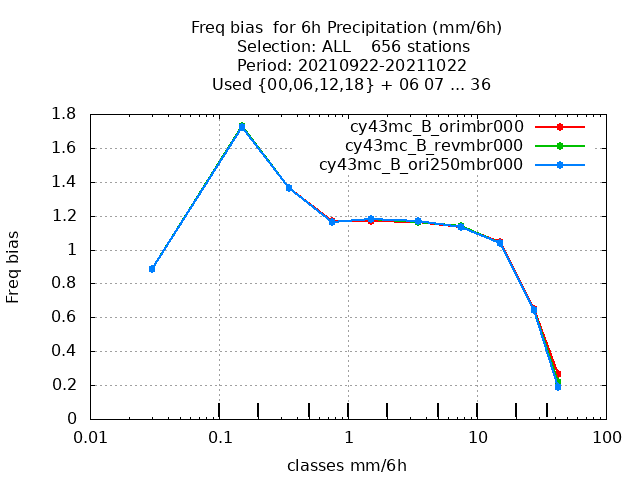 Freq bias  for 6h Precipitation (mm/6h)
Selection: ALL    656 stations
Period: 20210922-20211022
Used {00,06,12,18} + 06 07 ... 36
cy43mc_B_orimbr000
cy43mc_B_revmbr000
cy43mc_B_ori250mbr000
1.8
1.6
1.4
1.2
1
0.8
0.6
0.4
0.2
0
Freq bias
0.01
0.1
1
10
100
classes mm/6h